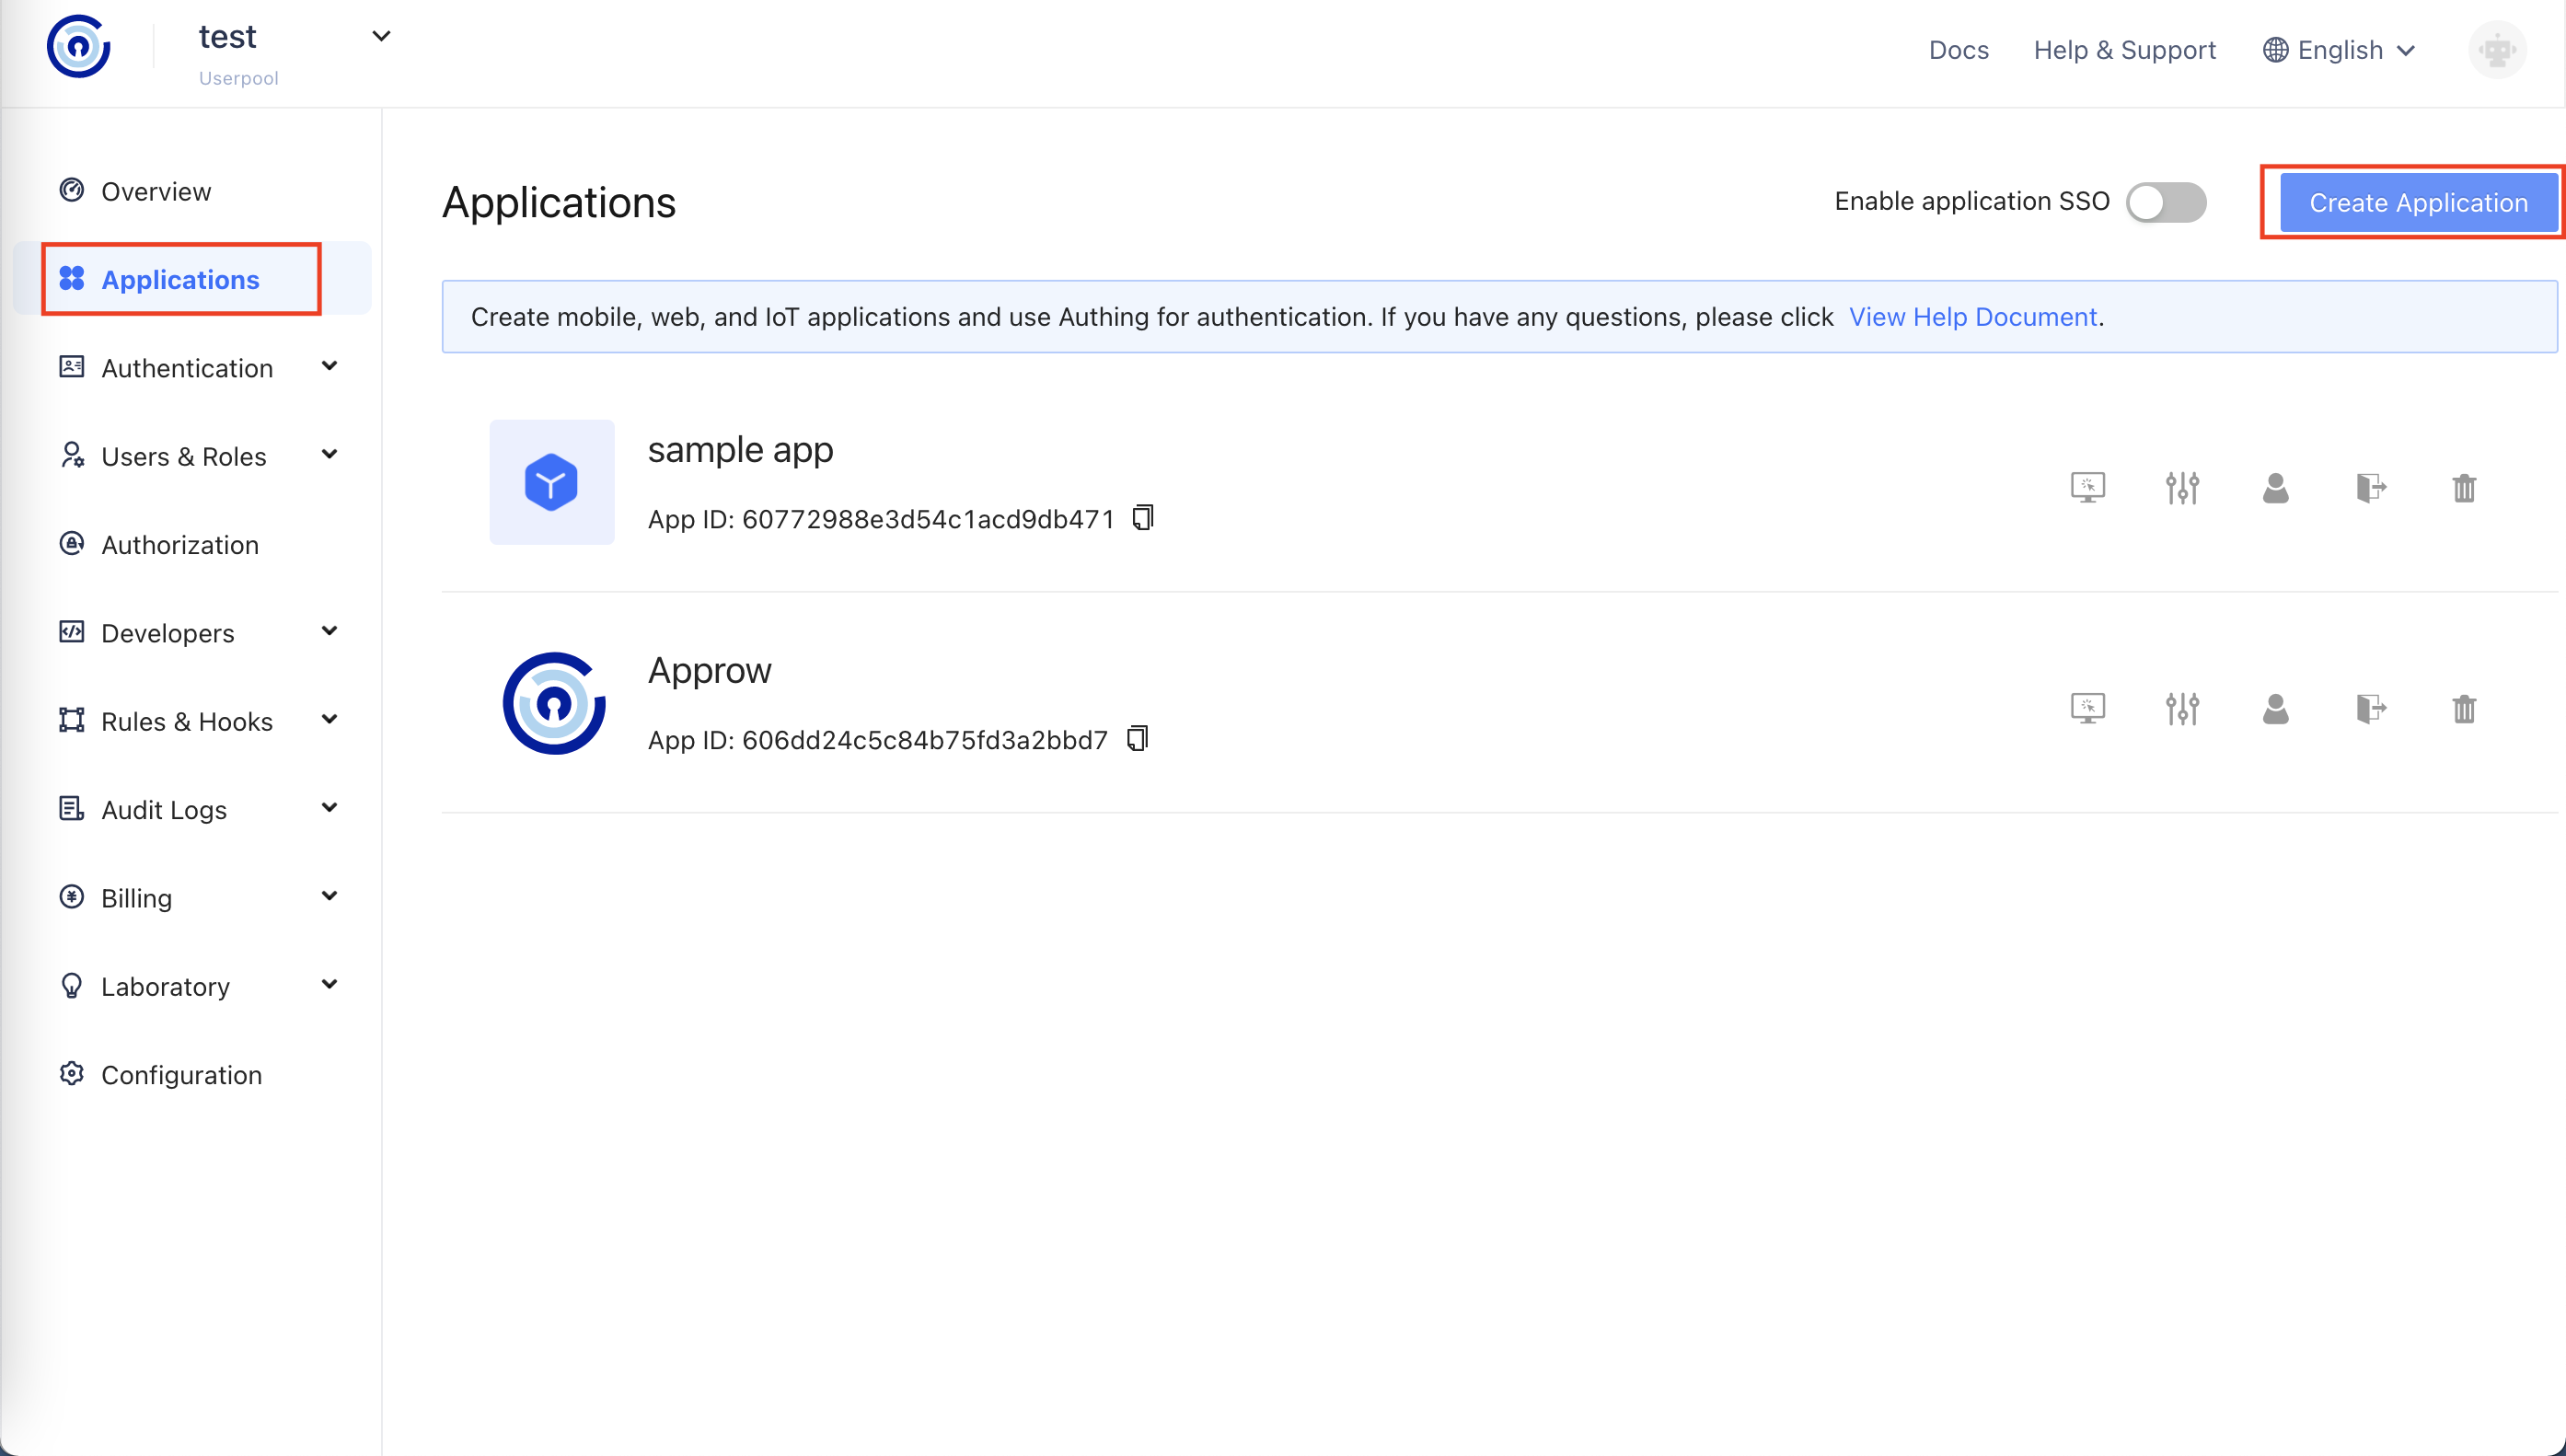 test
Userpool
Docs
Help & Support
English
Overview
Applications
Authentication
Users & Roles
Authorization
Developers
Rules & Hooks
Audit Logs
Billing
Laboratory
Configuration
Applications
Enable application SSO
Create Application
Create mobile, web, and IoT applications and use Authing for authentication. If you have any questions, please click View Help Document.
sample app
App ID: 60772988e3d54c1acd9db471
Approw
App ID: 606dd24c5c84b75fd3a2bbd7